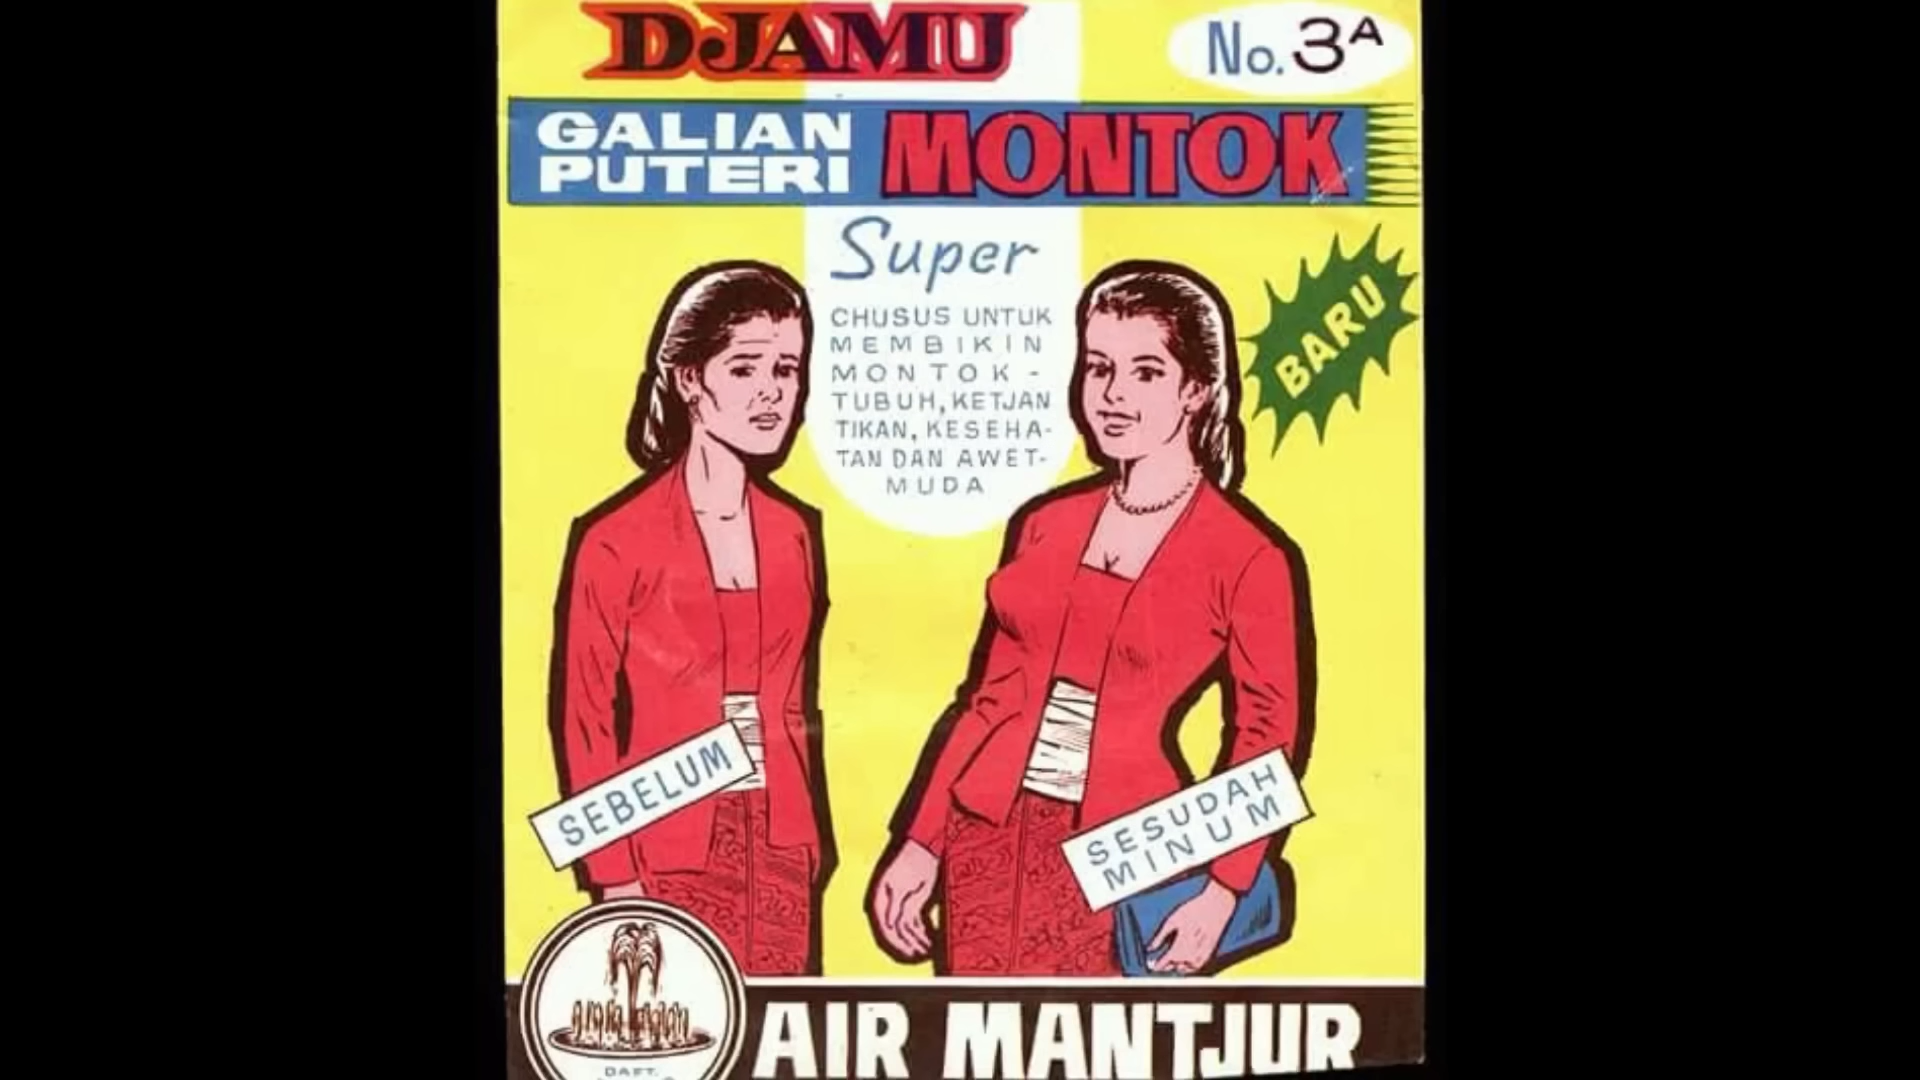 DJAMU
No. 3A
GALIAN
PUTERI
MONTOK
Super
CHUSUS UNTUK
MEMBIKIN
MONTOK-
TUBUH, KETJAN
TIKAN, KESEHA-
TAN DAN AWET-
MUDA
BARU
SEBELUM
SESUDAH
MINUM
DAFT.
AIR MANTJUR